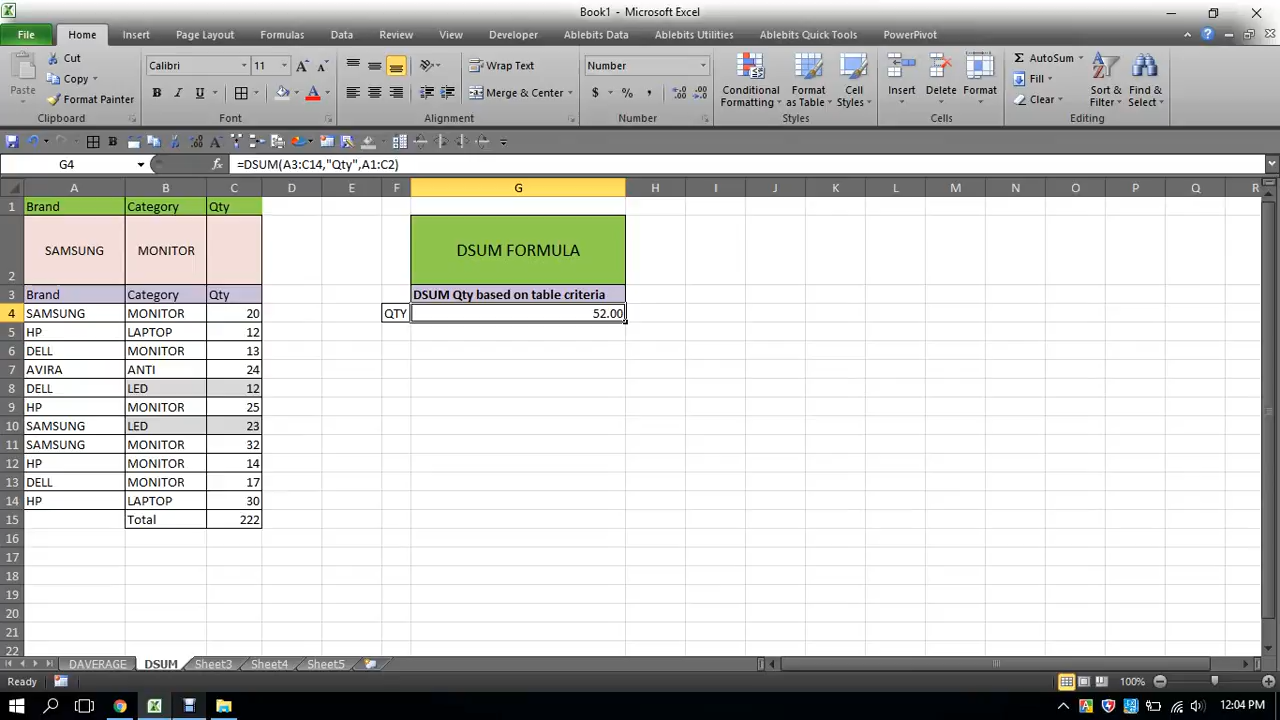 Book1 - Microsoft Excel
File Home Insert Page Layout Formulas Data Review View Developer Ablebits Data Ablebits Utilities Ablebits Quick Tools PowerPivot
Paste
Cut
Copy
Format Painter
Clipboard
Calibri 11
B I U
Font
Wrap Text
Merge & Center
Alignment
Number
$ % ,
Number
Conditional Formatting
Format as Table
Cell Styles
Styles
Insert Delete Format
Cells
Σ AutoSum
Fill
Clear
Sort & Filter
Find & Select
Editing
G4 fx =DSUM(A3:C14,"Qty",A1:C2)
A B C D E F G H I J K L M N O P Q R
1 Brand Category Qty
2 SAMSUNG MONITOR DSUM FORMULA
3 Brand Category Qty DSUM Qty based on table criteria
4 SAMSUNG MONITOR 20 QTY 52.00
5 HP LAPTOP 12
6 DELL MONITOR 13
7 AVIRA ANTI 24
8 DELL LED 12
9 HP MONITOR 25
10 SAMSUNG LED 23
11 SAMSUNG MONITOR 32
12 HP MONITOR 14
13 DELL MONITOR 17
14 HP LAPTOP 30
15 Total 222
16
17
18
19
20
21
22
DAVERAGE DSUM Sheet3 Sheet4 Sheet5
Ready 100%
12:04 PM